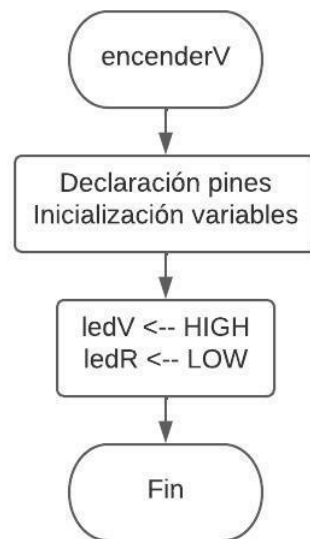 encenderV
Declaración pines
Inicialización variables
ledV <-- HIGH
ledR <-- LOW
Fin